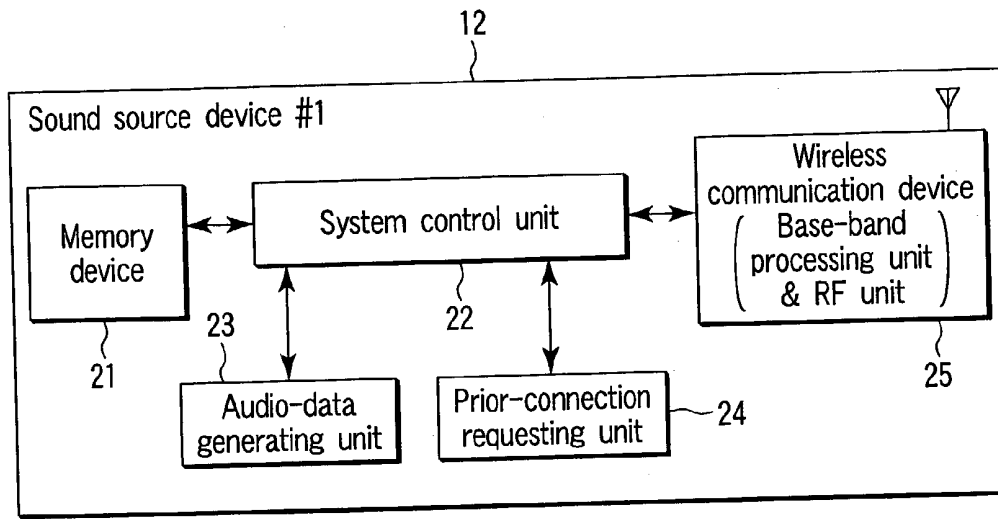 12
Sound source device #1
Memory
device
21
System control unit
22
Wireless
communication device
Base-band
processing unit
& RF unit
25
23
Audio-data
generating unit
Prior-connection
requesting unit
24